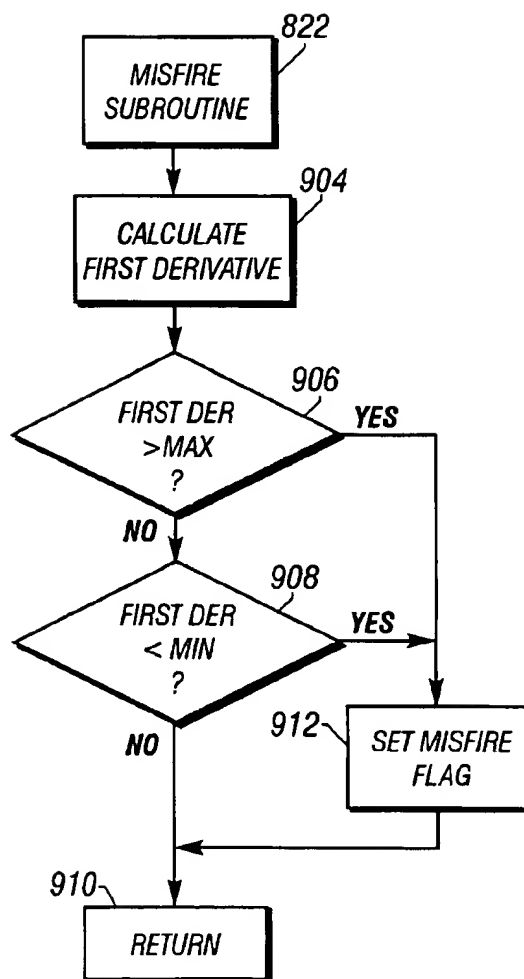 822
MISFIRE
SUBROUTINE
904
CALCULATE
FIRST DERIVATIVE
906
FIRST DER
>MAX
?
YES
NO
908
FIRST DER
< MIN
?
YES
NO
912
SET MISFIRE
FLAG
910
RETURN